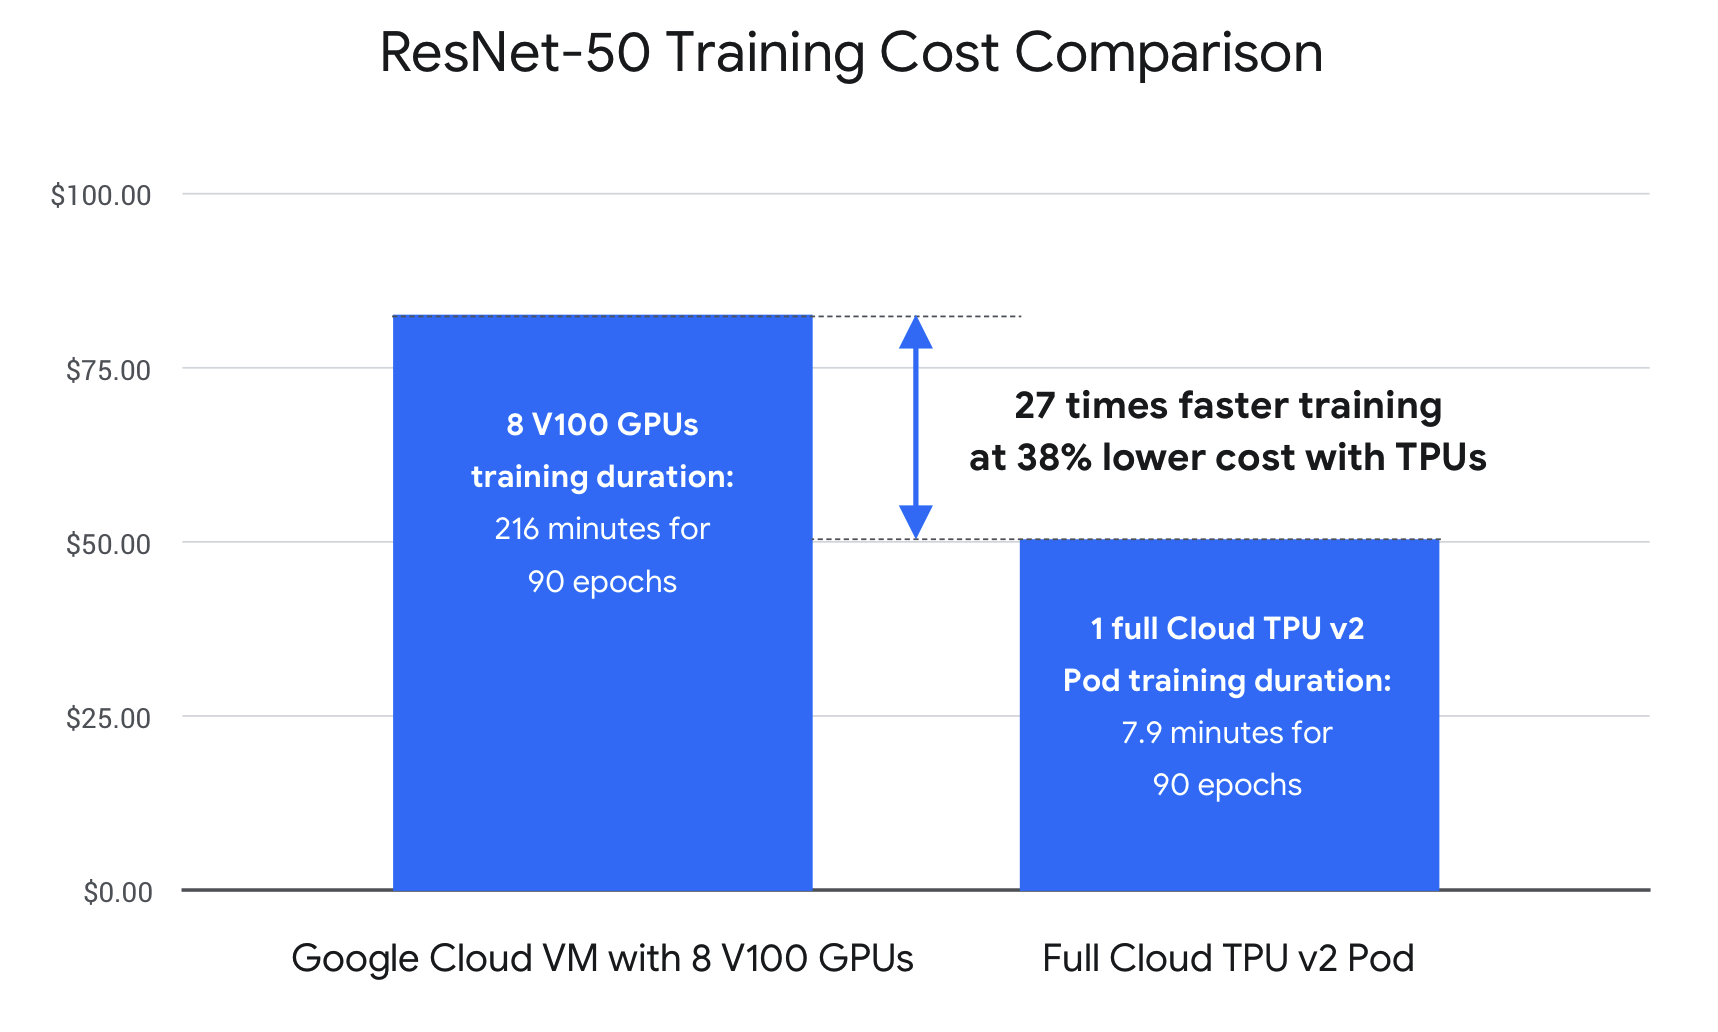 ResNet-50 Training Cost Comparison
$100.00
$75.00
$50.00
$25.00
$0.00
8 V100 GPUs
training duration:
216 minutes for
90 epochs
27 times faster training
at 38% lower cost with TPUs
1 full Cloud TPU v2
Pod training duration:
7.9 minutes for
90 epochs
Google Cloud VM with 8 V100 GPUs
Full Cloud TPU v2 Pod